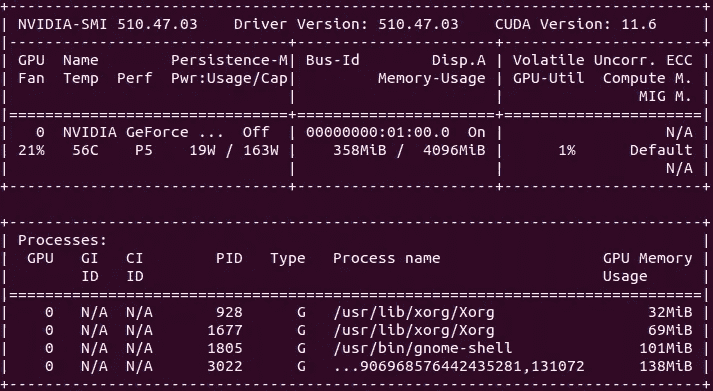 +-----------------------------------------------------------------------------+
| NVIDIA-SMI 510.47.03    Driver Version: 510.47.03    CUDA Version: 11.6     |
|-------------------------------+----------------------+----------------------+
| GPU  Name        Persistence-M| Bus-Id        Disp.A | Volatile Uncorr. ECC |
| Fan  Temp  Perf  Pwr:Usage/Cap|         Memory-Usage | GPU-Util  Compute M. |
|                               |                      |               MIG M. |
|===============================+======================+======================|
|   0  NVIDIA GeForce ...  Off  | 00000000:01:00.0  On |                  N/A |
| 21%   56C    P5    19W / 163W |    358MiB /  4096MiB |      1%      Default |
|                               |                      |                  N/A |
+-------------------------------+----------------------+----------------------+

+-----------------------------------------------------------------------------+
| Processes:                                                                  |
|  GPU   GI   CI        PID   Type   Process name                  GPU Memory |
|        ID   ID                                                   Usage      |
|=============================================================================|
|    0   N/A  N/A       928      G   /usr/lib/xorg/Xorg                 32MiB |
|    0   N/A  N/A      1677      G   /usr/lib/xorg/Xorg                 69MiB |
|    0   N/A  N/A      1805      G   /usr/bin/gnome-shell              101MiB |
|    0   N/A  N/A      3022      G   ...906968576442435281,131072      138MiB |
+-----------------------------------------------------------------------------+